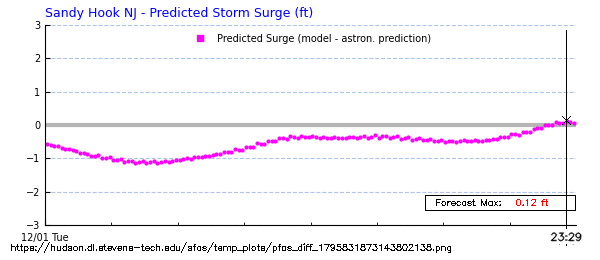 Sandy Hook NJ - Predicted Storm Surge (ft)
3
Predicted Surge (model - astron. prediction)
2
1
0
−1
−2
Forecast Max: 0.12 ft
−3
12/01 Tue 23:29
https://hudson.dl.stevens-tech.edu/sfas/temp_plots/pfas_diff_1795831873143802138.png